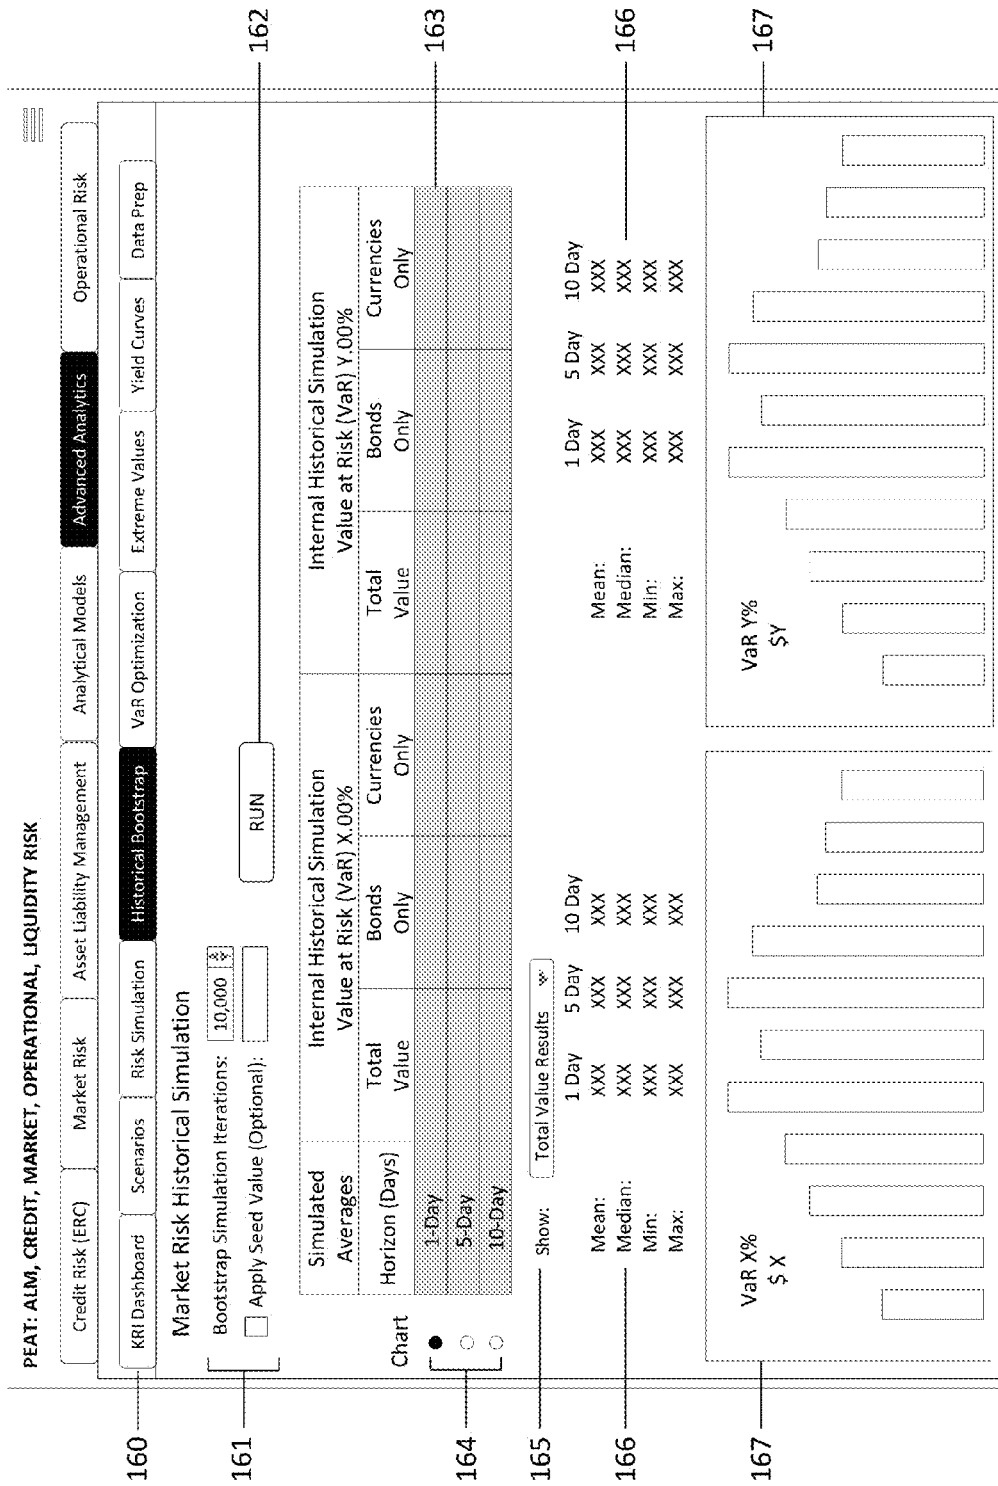 PEAT: ALM, CREDIT, MARKET, OPERATIONAL, LIQUIDITY RISK
Credit Risk (ERC) Market Risk Asset Liability Management Analytical Models Advanced Analytics Operational Risk
160 KRI Dashboard Scenarios Risk Simulation Historical Bootstrap VaR Optimization Extreme Values Yield Curves Data Prep
Market Risk Historical Simulation
Bootstrap Simulation Iterations: 10,000
161 Apply Seed Value (Optional): RUN 162
Simulated Averages Internal Historical Simulation Value at Risk (VaR) X.00% Internal Historical Simulation Value at Risk (VaR) Y.00%
Chart Horizon (Days) Total Value Bonds Only Currencies Only Total Value Bonds Only Currencies Only
1-Day 163
164 5-Day
10-Day
165 Show: Total Value Results
1 Day 5 Day 10 Day 1 Day 5 Day 10 Day
Mean: XXX XXX XXX Mean: XXX XXX XXX
166 Median: XXX XXX XXX Median: XXX XXX XXX 166
Min: XXX XXX XXX Min: XXX XXX XXX
Max: XXX XXX XXX Max: XXX XXX XXX
VaR X% VaR Y%
167 $ X $Y 167